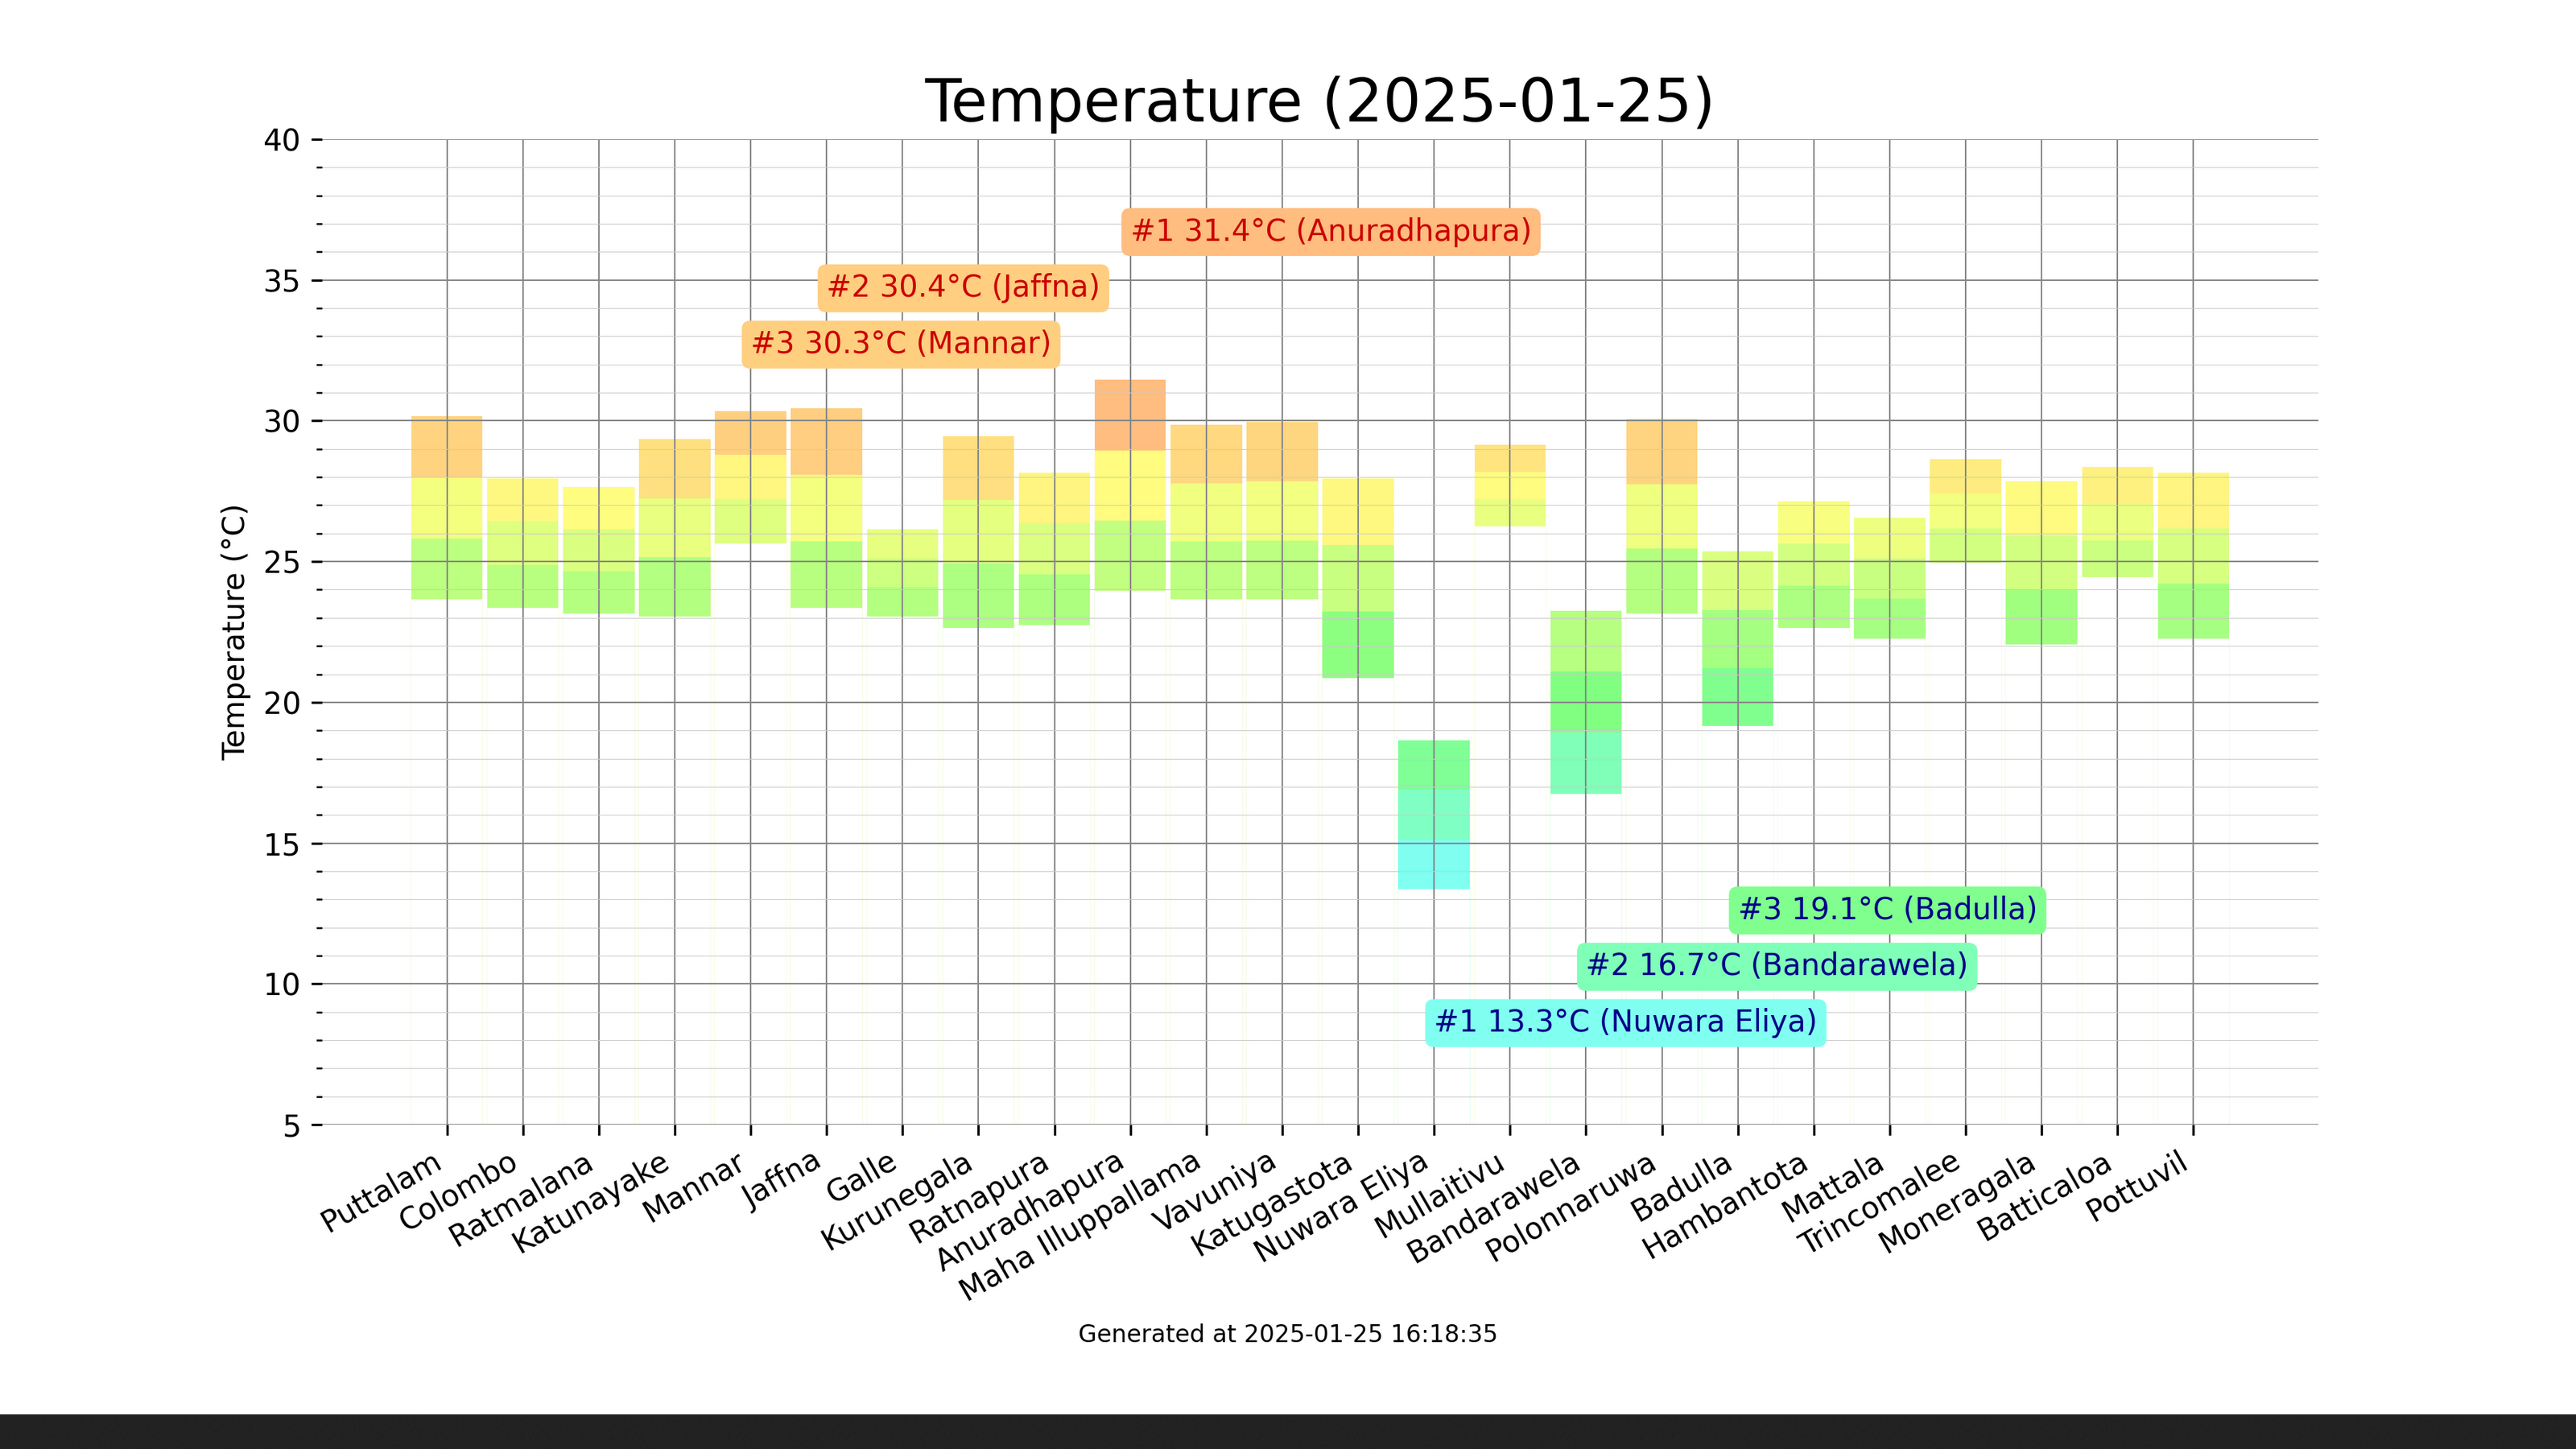 Temperature (2025-01-25)
40
35
30
25
20
15
10
5
Temperature (°C)
#1 31.4°C (Anuradhapura)
#2 30.4°C (Jaffna)
#3 30.3°C (Mannar)
#3 19.1°C (Badulla)
#2 16.7°C (Bandarawela)
#1 13.3°C (Nuwara Eliya)
Puttalam
Colombo
Ratmalana
Katunayake
Mannar
Jaffna
Galle
Kurunegala
Ratnapura
Anuradhapura
Maha Illuppallama
Vavuniya
Katugastota
Nuwara Eliya
Mullaitivu
Bandarawela
Polonnaruwa
Badulla
Hambantota
Mattala
Trincomalee
Moneragala
Batticaloa
Pottuvil
Generated at 2025-01-25 16:18:35